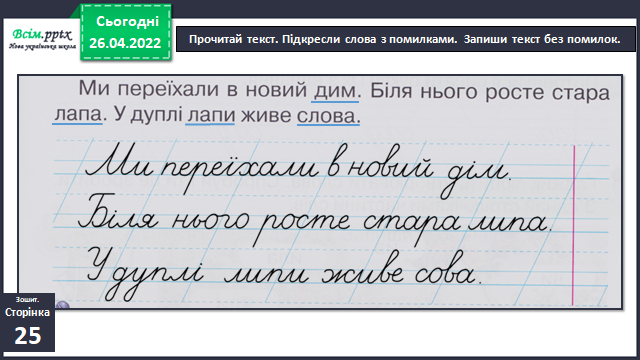 Всім.pptx
Нова українська школа
Сьогодні
26.04.2022
Прочитай текст. Підкресли слова з помилками. Запиши текст без помилок.
Ми переїхали в новий дим. Біля нього росте стара
лапа. У дуплі лапи живе слова.
Ми переїхали в новий дім.
Біля нього росте стара липа.
У дуплі липи живе сова.
Зошит.
Сторінка
25